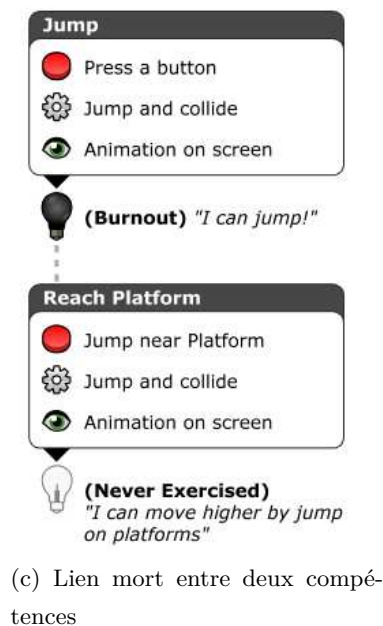 Jump
Press a button
Jump and collide
Animation on screen
(Burnout) "I can jump!"
Reach Platform
Jump near Platform
Jump and collide
Animation on screen
(Never Exercised)
"I can move higher by jump
on platforms"
(c) Lien mort entre deux compé-
tences